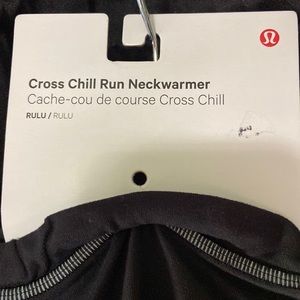 Cross Chill Run Neckwarmer
Cache-cou de course Cross Chill
RULU / RULU